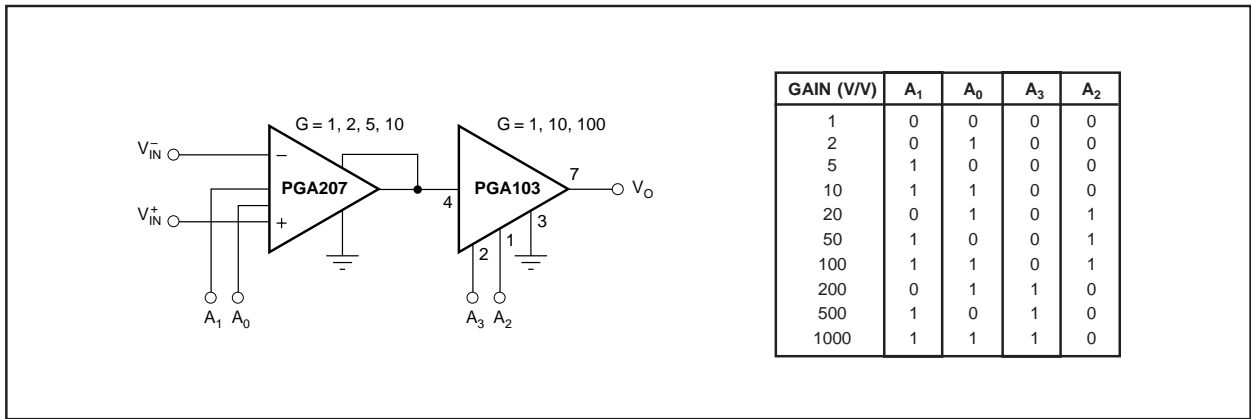 G = 1, 2, 5, 10
G = 1, 10, 100
V–IN
V+IN
–
+
PGA207
PGA103
4
7
VO
2
1
3
A1 A0
A3 A2
GAIN (V/V) A1 A0 A3 A2
1 0 0 0 0
2 0 1 0 0
5 1 0 0 0
10 1 1 0 0
20 0 1 0 1
50 1 0 0 1
100 1 1 0 1
200 0 1 1 0
500 1 0 1 0
1000 1 1 1 0